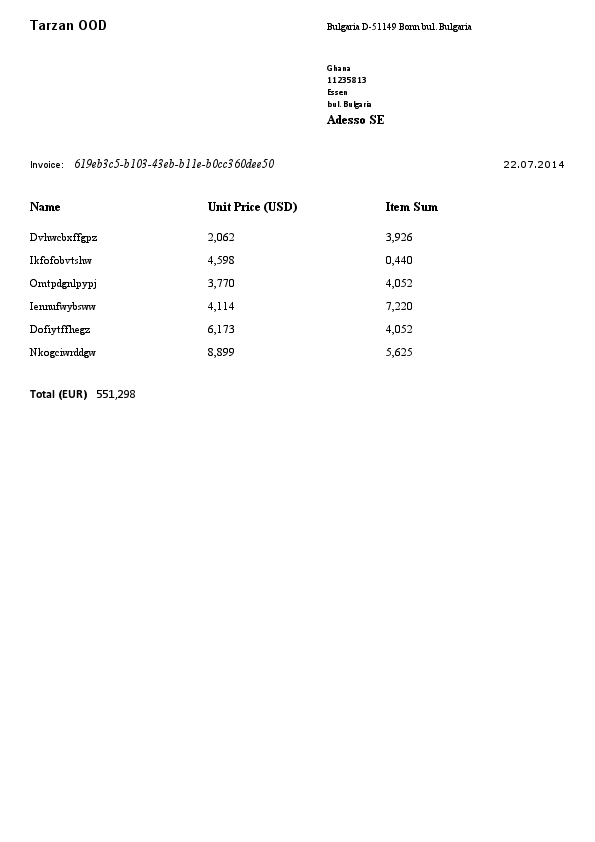 Tarzan OOD
Bulgaria D-51149 Bonn bul. Bulgaria
Ghana
11235813
Essen
bul. Bulgaria
Adesso SE
Invoice: 619eb3c5-b103-43eb-b11e-b0cc360dee50 22.07.2014
Name Unit Price (USD) Item Sum
Dvhwcbxffgpz 2,062 3,926
Ikfofobvtshw 4,598 0,440
Omtpdgnlpypj 3,770 4,052
Iennufwybsww 4,114 7,220
Dofiytffhegz 6,173 4,052
Nkogciwrddgw 8,899 5,625
Total (EUR) 551,298